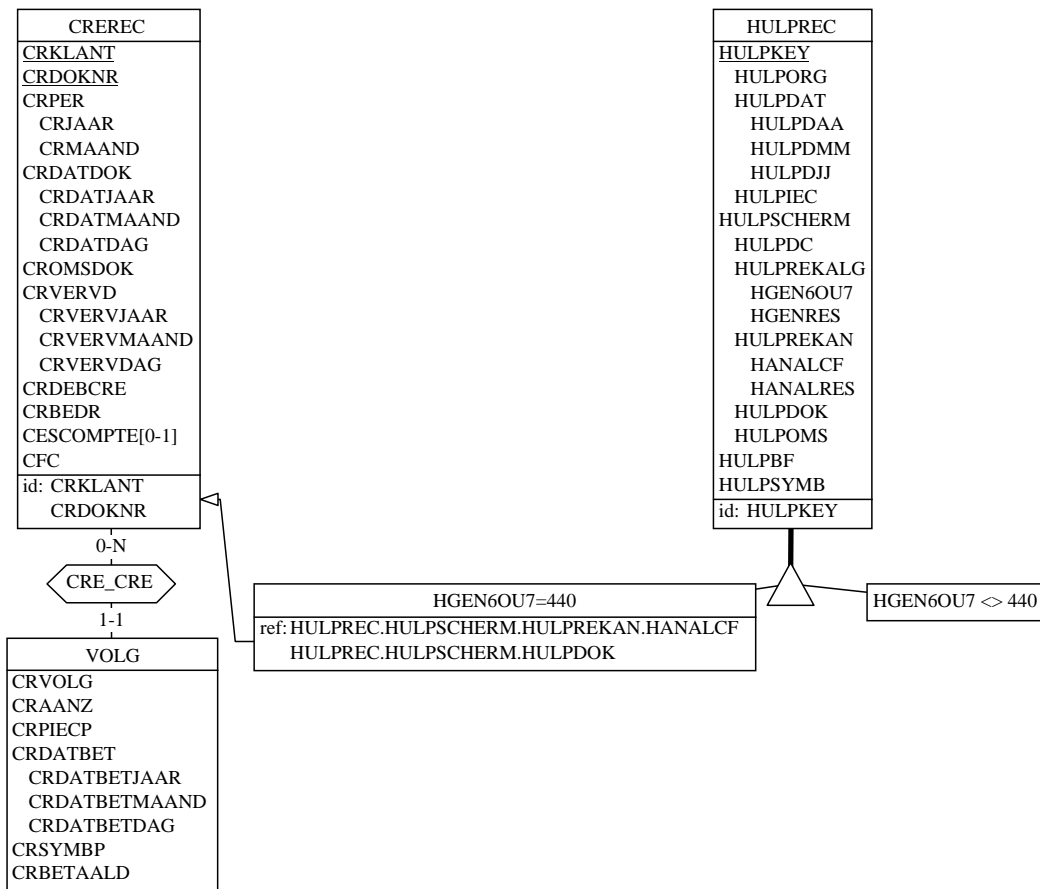 CREREC
CRKLANT
CRDOKNR
CRPER
CRJAAR
CRMAAND
CRDATDOK
CRDATJAAR
CRDATMAAND
CRDATDAG
CROMSDOK
CRVERVD
CRVERVJAAR
CRVERVMAAND
CRVERVDAG
CRDEBCRE
CRBEDR
CESCOMPTE[0-1]
CFC
id: CRKLANT
CRDOKNR
0-N
CRE_CRE
1-1
VOLG
CRVOLG
CRAANZ
CRPIECP
CRDATBET
CRDATBETJAAR
CRDATBETMAAND
CRDATBETDAG
CRSYMBP
CRBETAALD
HULPREC
HULPKEY
HULPORG
HULPDAT
HULPDAA
HULPDMM
HULPDJJ
HULPIEC
HULPSCHERM
HULPDC
HULPREKALG
HGEN6OU7
HGENRES
HULPREKAN
HANALCF
HANALRES
HULPDOK
HULPOMS
HULPBF
HULPSYMB
id: HULPKEY
HGEN6OU7=440
ref: HULPREC.HULPSCHERM.HULPREKAN.HANALCF
HULPREC.HULPSCHERM.HULPDOK
HGEN6OU7 <> 440